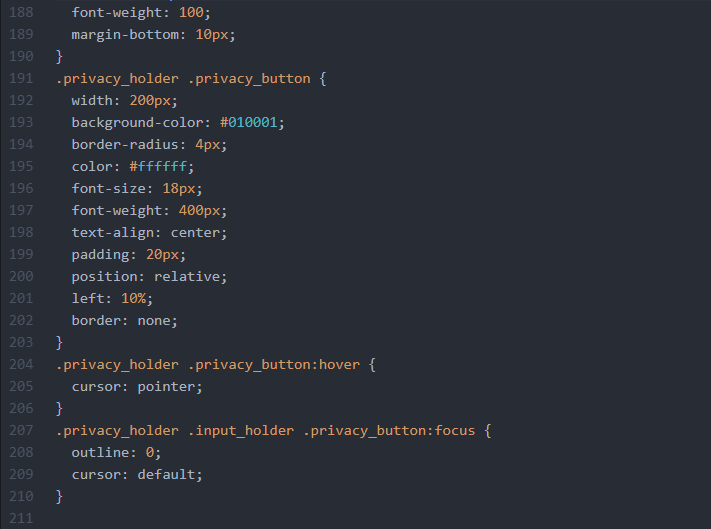 188 font-weight: 100;
189 margin-bottom: 10px;
190 }
191 .privacy_holder .privacy_button {
192 width: 200px;
193 background-color: #010001;
194 border-radius: 4px;
195 color: #ffffff;
196 font-size: 18px;
197 font-weight: 400px;
198 text-align: center;
199 padding: 20px;
200 position: relative;
201 left: 10%;
202 border: none;
203 }
204 .privacy_holder .privacy_button:hover {
205 cursor: pointer;
206 }
207 .privacy_holder .input_holder .privacy_button:focus {
208 outline: 0;
209 cursor: default;
210 }
211